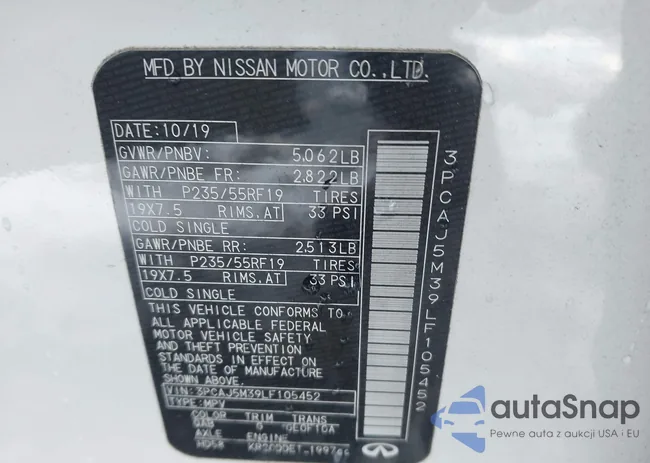 MFD BY NISSAN MOTOR CO.,LTD.
DATE:10/19
GVWR/PNBV: 5,062LB
GAWR/PNBE FR: 2,822LB
WITH P235/55RF19 TIRES
19X7.5 RIMS,AT 33 PSI
COLD SINGLE
GAWR/PNBE RR: 2,513LB
WITH P235/55RF19 TIRES
19X7.5 RIMS,AT 33 PSI
COLD SINGLE
THIS VEHICLE CONFORMS TO
ALL APPLICABLE FEDERAL
MOTOR VEHICLE SAFETY
AND THEFT PREVENTION
STANDARDS IN EFFECT ON
THE DATE OF MANUFACTURE
SHOWN ABOVE.
VIN: 3PCAJ5M39LF105452
TYPE: MPV
COLOR TRIM TRANS
QAB G
AXLE ENGINE
3PCAJ5M39LF105452
autaSnap
Pewne auta z aukcji USA i EU